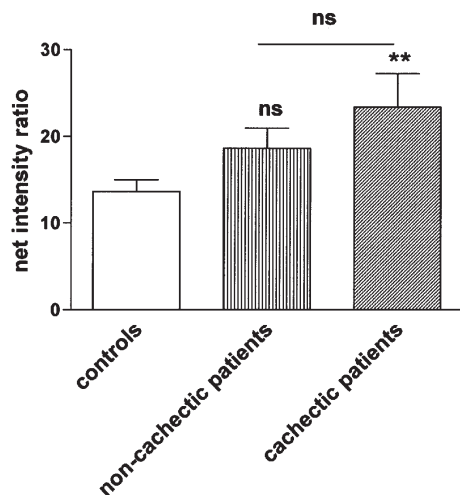 ns
30
**
ns
20
10
0
net intensity ratio
controls
non-cachectic patients
cachectic patients